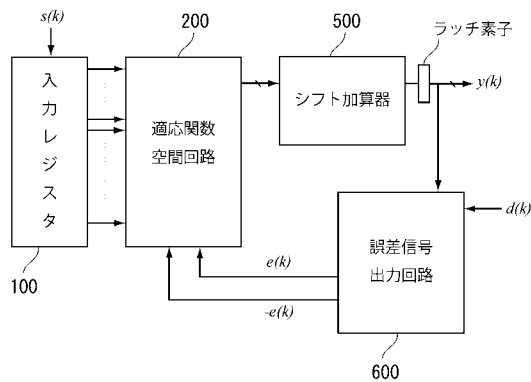 s(k)
200
500
ラッチ素子
入力レジスタ
適応関数
空間回路
シフト加算器
y(k)
d(k)
誤差信号
出力回路
e(k)
-e(k)
100
600